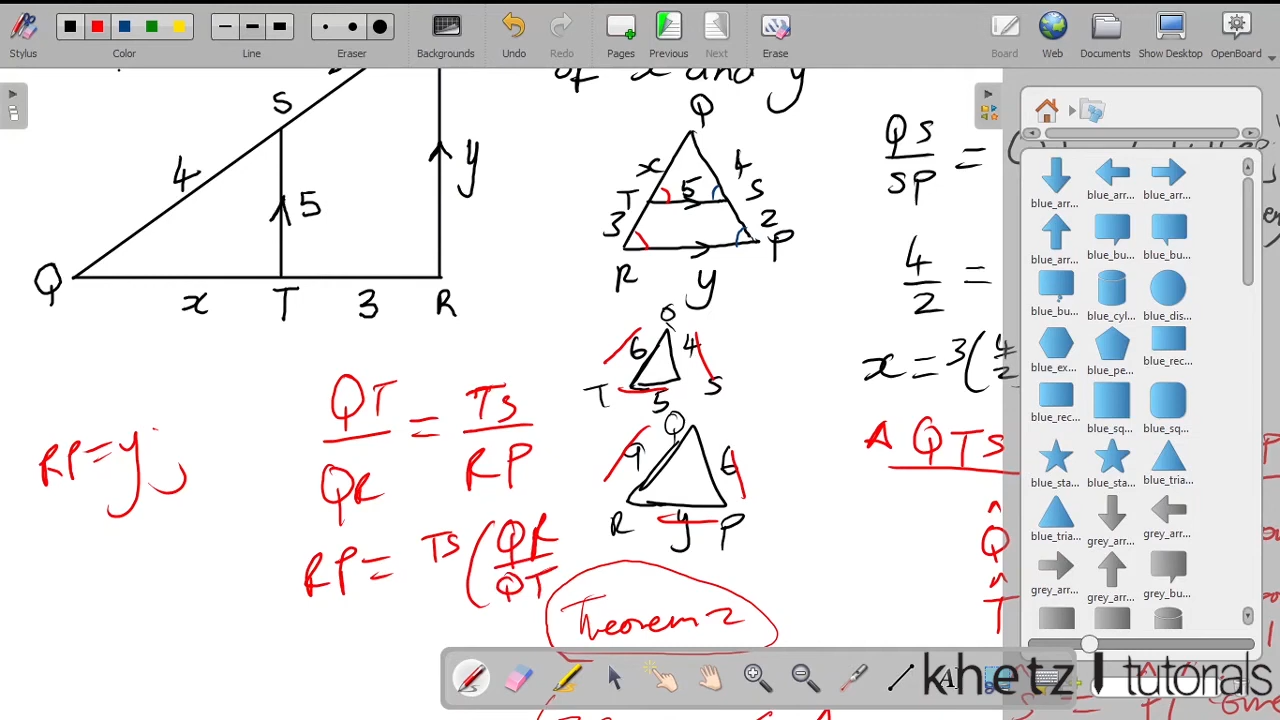 Stylus
Color
Line
Eraser
Backgrounds
Undo
Redo
Pages
Previous
Next
Erase
Board
Web
Documents
Show Desktop
OpenBoard
of x and y
S
4
5
y
Q
x
T
3
R
Q
x
4
T
5
S
3
2
R
y
P
QS
SP
=
4
2
=
x = 3(4
2
Q
6
4
T
5
S
Q
9
6
R
y
P
QT
QR
=
TS
RP
RP = y;
RP = TS (QR
QT
Theorem 2
QTS
Q̂
T̂
blue_arr...
blue_arr...
blue_arr...
blue_arr...
blue_bu...
blue_bu...
blue_bu...
blue_cyl...
blue_dis...
blue_ex...
blue_pe...
blue_rec...
blue_rec...
blue_sq...
blue_sq...
blue_sta...
blue_sta...
blue_tria...
blue_tria...
grey_arr...
grey_arr...
grey_arr...
grey_arr...
grey_bu...
khetz tutorials